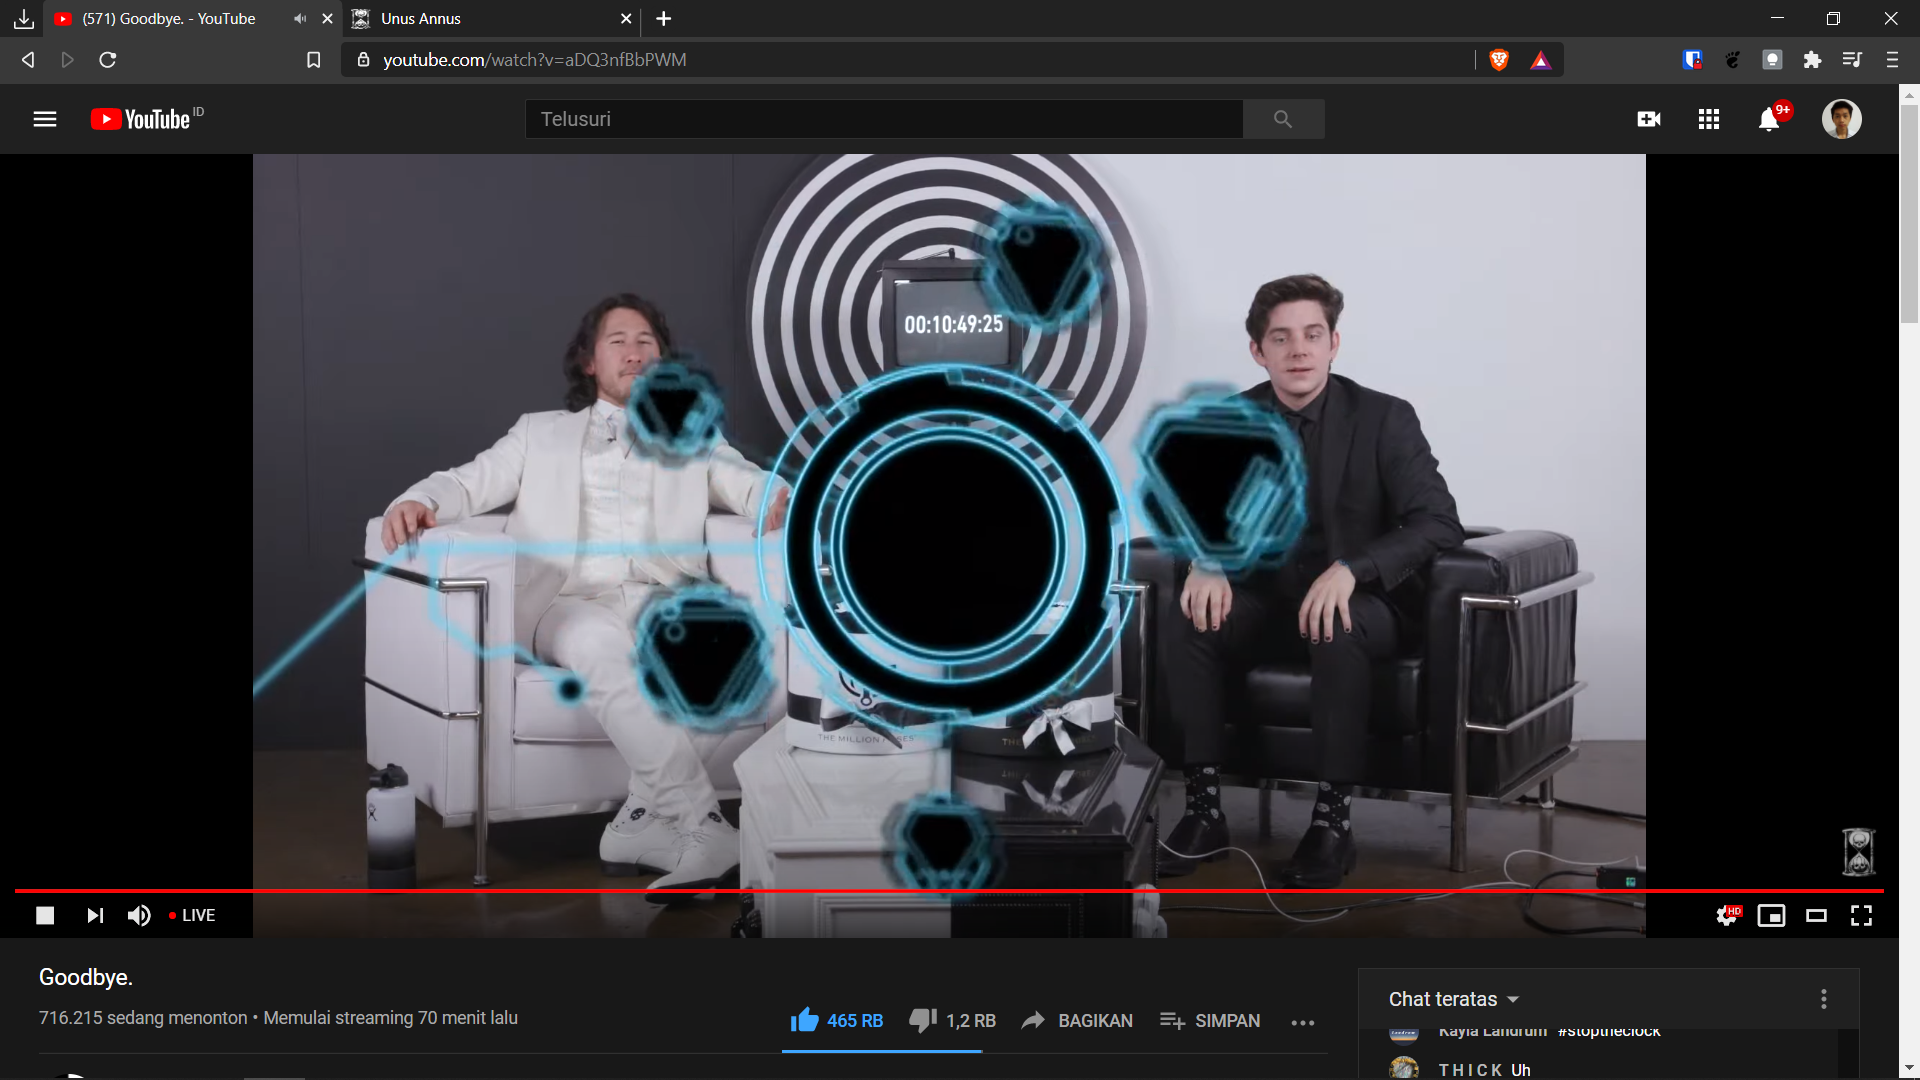 (571) Goodbye. - YouTube
Unus Annus
youtube.com/watch?v=aDQ3nfBbPWM
YouTube ID
Telusuri
9+
00:10:49:25
THE MILLION
LIVE
HD
Goodbye.
716.215 sedang menonton • Memulai streaming 70 menit lalu
465 RB
1,2 RB
BAGIKAN
SIMPAN
Chat teratas
Kayla Landrum #stoptheclock
T H I C K Uh